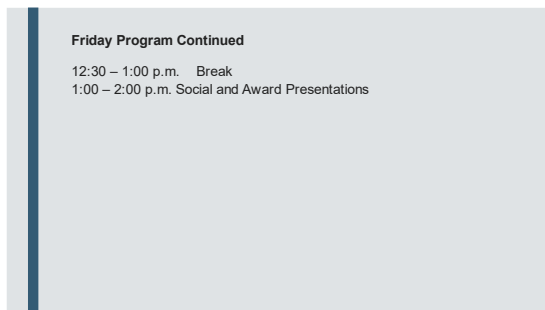 Friday Program Continued
12:30 – 1:00 p.m. Break
1:00 – 2:00 p.m. Social and Award Presentations